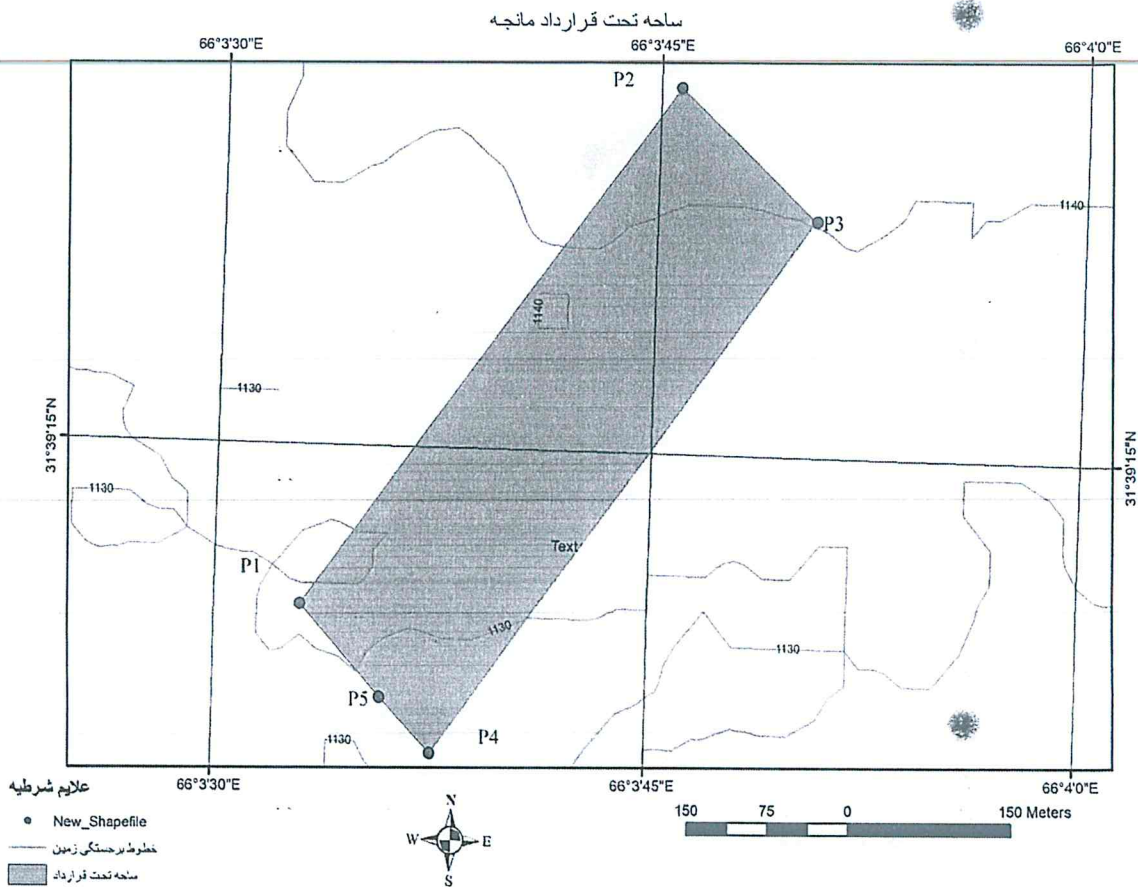 ساحه تحت قرارداد مانجه
66°3'30"E 66°3'45"E 66°4'0"E
P2
1140
P3
1140
1130
31°39'15"N
31°39'15"N
1130
Text
P1
1130
1130
P5
P4
1130
66°3'30"E 66°3'45"E 66°4'0"E
علایم شرطیه
New_Shapefile
خطوط برجستگی زمین
ساحه تحت قرارداد
N
W E
S
150 75 0 150 Meters